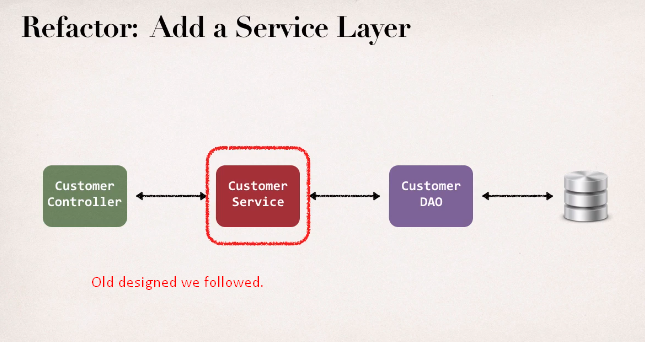 Refactor: Add a Service Layer
Customer
Controller
Customer
Service
Customer
DAO
Old designed we followed.